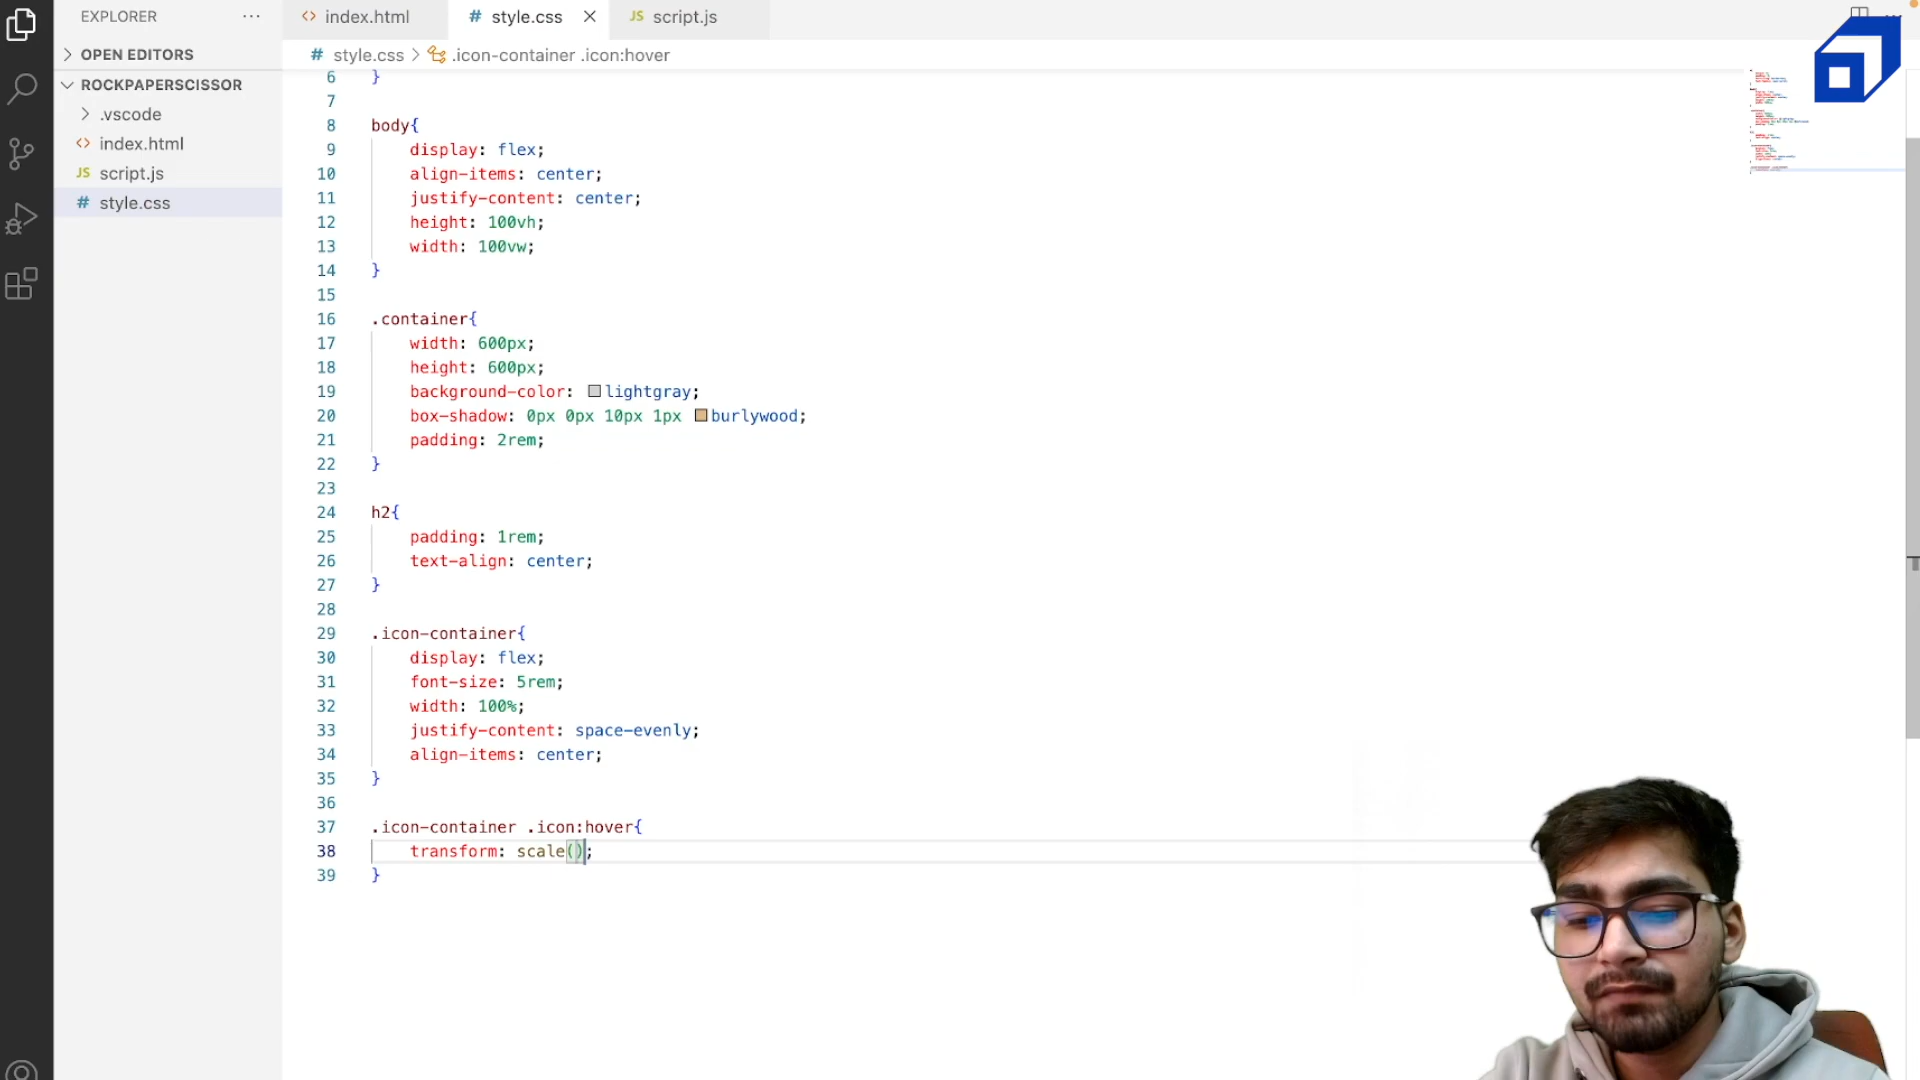 EXPLORER
index.html
# style.css
JS script.js
OPEN EDITORS
# style.css > .icon-container .icon:hover
ROCKPAPERSCISSOR
.vscode
index.html
JS script.js
# style.css
6 }
7
8 body{
9 display: flex;
10 align-items: center;
11 justify-content: center;
12 height: 100vh;
13 width: 100vw;
14 }
15
16 .container{
17 width: 600px;
18 height: 600px;
19 background-color: lightgray;
20 box-shadow: 0px 0px 10px 1px burlywood;
21 padding: 2rem;
22 }
23
24 h2{
25 padding: 1rem;
26 text-align: center;
27 }
28
29 .icon-container{
30 display: flex;
31 font-size: 5rem;
32 width: 100%;
33 justify-content: space-evenly;
34 align-items: center;
35 }
36
37 .icon-container .icon:hover{
38 transform: scale();
39 }